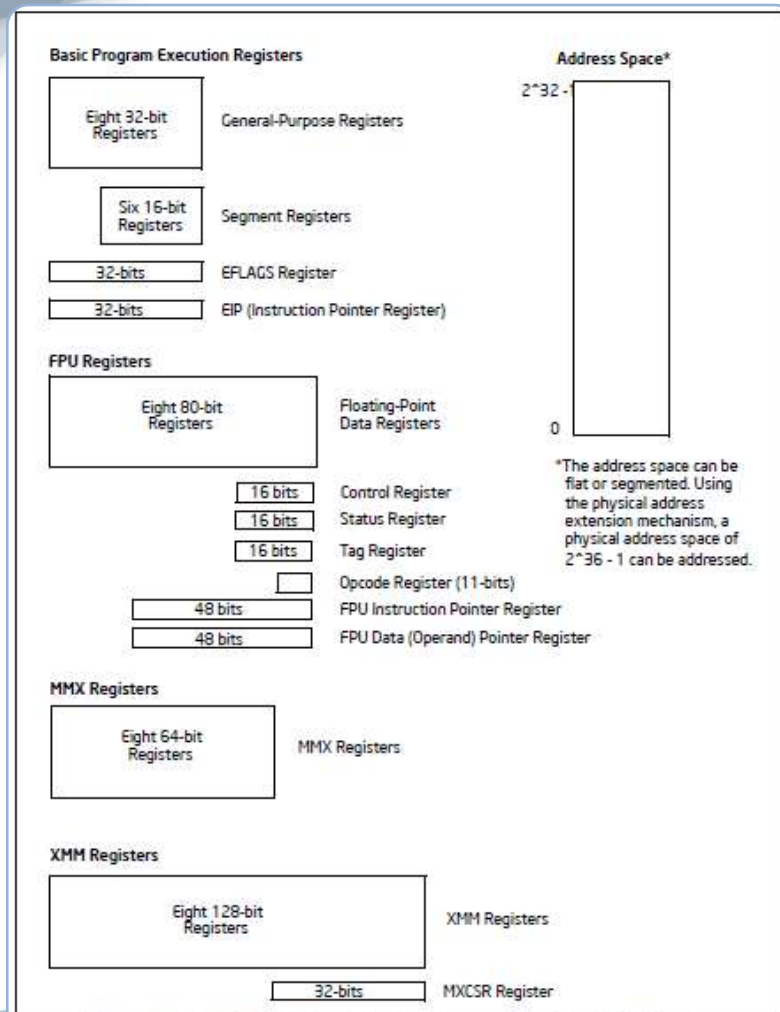 Basic Program Execution Registers
Address Space*
2^32 -1
Eight 32-bit
Registers
General-Purpose Registers
Six 16-bit
Registers
Segment Registers
32-bits
EFLAGS Register
32-bits
EIP (Instruction Pointer Register)
FPU Registers
Eight 80-bit
Registers
Floating-Point
Data Registers
0
*The address space can be
flat or segmented. Using
the physical address
extension mechanism, a
physical address space of
2^36 - 1 can be addressed.
16 bits
Control Register
16 bits
Status Register
16 bits
Tag Register
Opcode Register (11-bits)
48 bits
FPU Instruction Pointer Register
48 bits
FPU Data (Operand) Pointer Register
MMX Registers
Eight 64-bit
Registers
MMX Registers
XMM Registers
Eight 128-bit
Registers
XMM Registers
32-bits
MXCSR Register